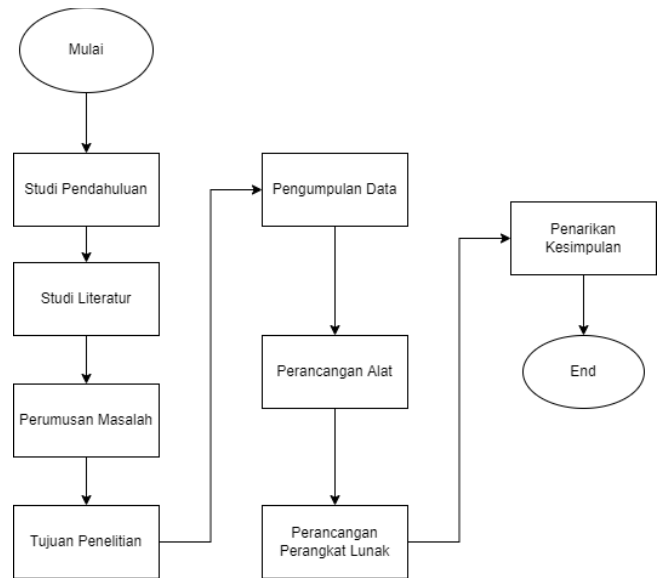 Mulai
Studi Pendahuluan
Studi Literatur
Perumusan Masalah
Tujuan Penelitian
Pengumpulan Data
Perancangan Alat
Perancangan
Perangkat Lunak
Penarikan
Kesimpulan
End